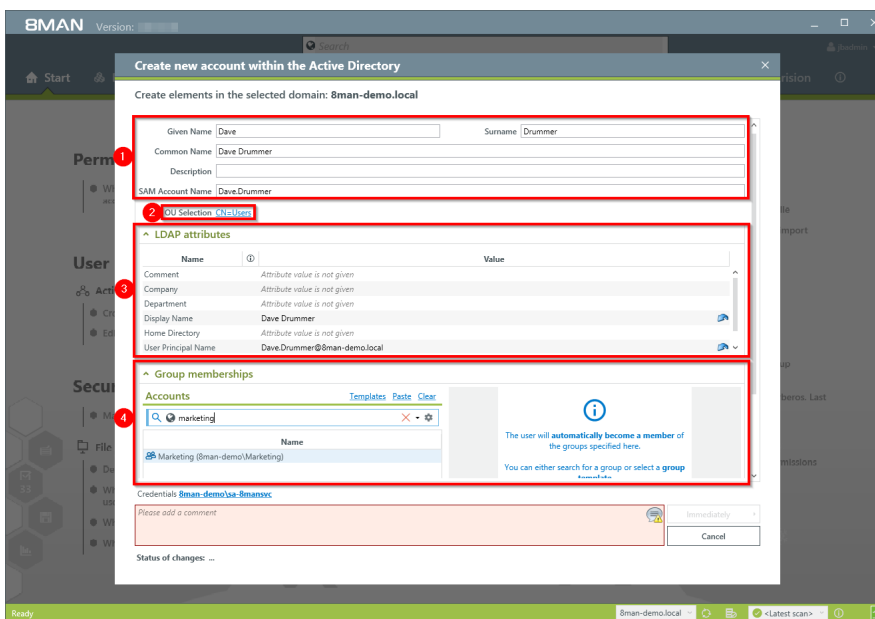 8MAN Version:
Search
Start
Create new account within the Active Directory
Create elements in the selected domain: 8man-demo.local
1
Given Name Dave Surname Drummer
Common Name Dave Drummer
Description
SAM Account Name Dave.Drummer
2 OU Selection CN=Users
LDAP attributes
Name Value
3
Comment Attribute value is not given
Company Attribute value is not given
Department Attribute value is not given
Display Name Dave Drummer
Home Directory Attribute value is not given
User Principal Name Dave.Drummer@8man-demo.local
Group memberships
Accounts Templates Paste Clear
4 marketing
Name
Marketing (8man-demo\Marketing)
The user will automatically become a member of
the groups specified here.
You can either search for a group or select a group
template.
Credentials 8man-demo\sa-8mansvc
Please add a comment
Immediately
Cancel
Status of changes: ...
User
File
import
missions
beros. Last
33
Ready 8man-demo.local <Latest scan>